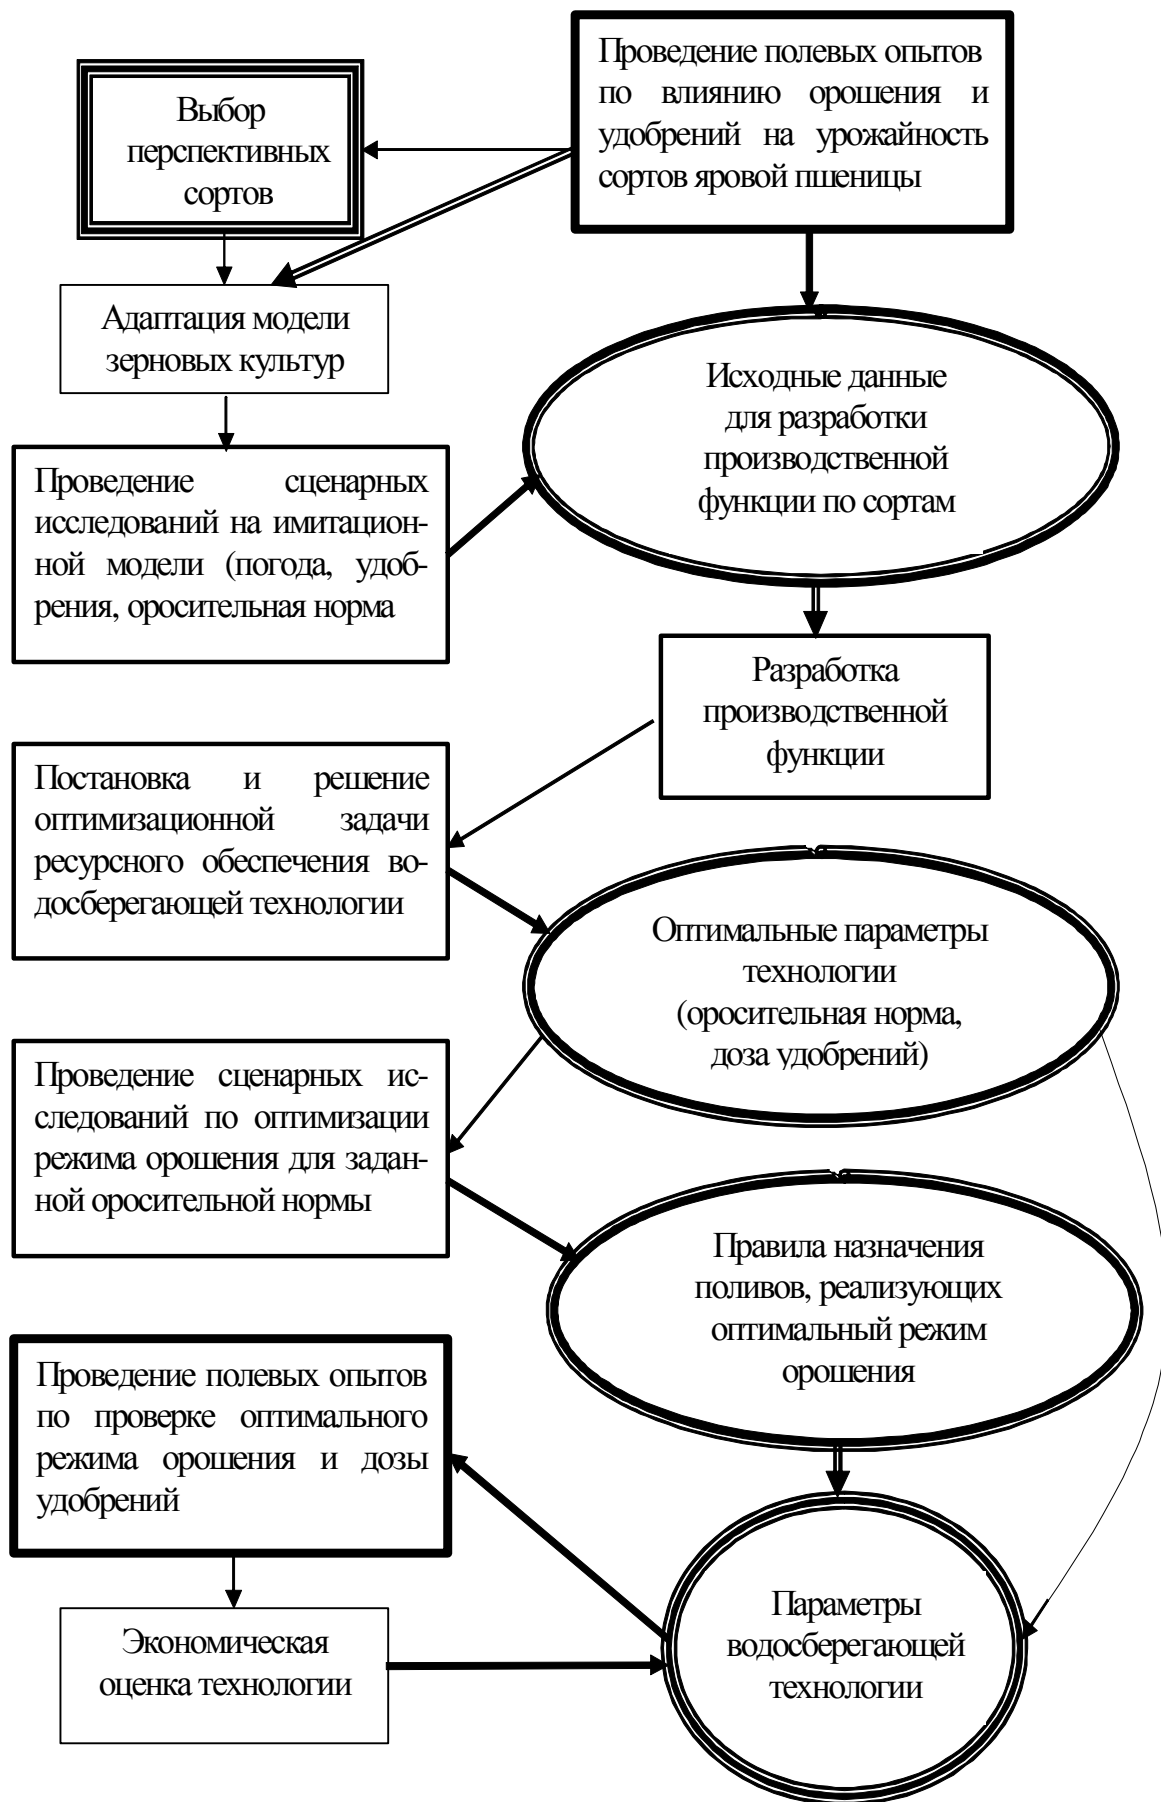 Проведение полевых опытов
по влиянию орошения и
удобрений на урожайность
сортов яровой пшеницы
Выбор
перспективных
сортов
Адаптация модели
зерновых культур
Исходные данные
для разработки
производственной
функции по сортам
Проведение сценарных
исследований на имитацион-
ной модели (погода, удоб-
рения, оросительная норма
Разработка
производственной
функции
Постановка и решение
оптимизационной задачи
ресурсного обеспечения во-
досберегающей технологии
Оптимальные параметры
технологии
(оросительная норма,
доза удобрений)
Проведение сценарных ис-
следований по оптимизации
режима орошения для задан-
ной оросительной нормы
Правила назначения
поливов, реализующих
оптимальный режим
орошения
Проведение полевых опытов
по проверке оптимального
режима орошения и дозы
удобрений
Параметры
водосберегающей
технологии
Экономическая
оценка технологии